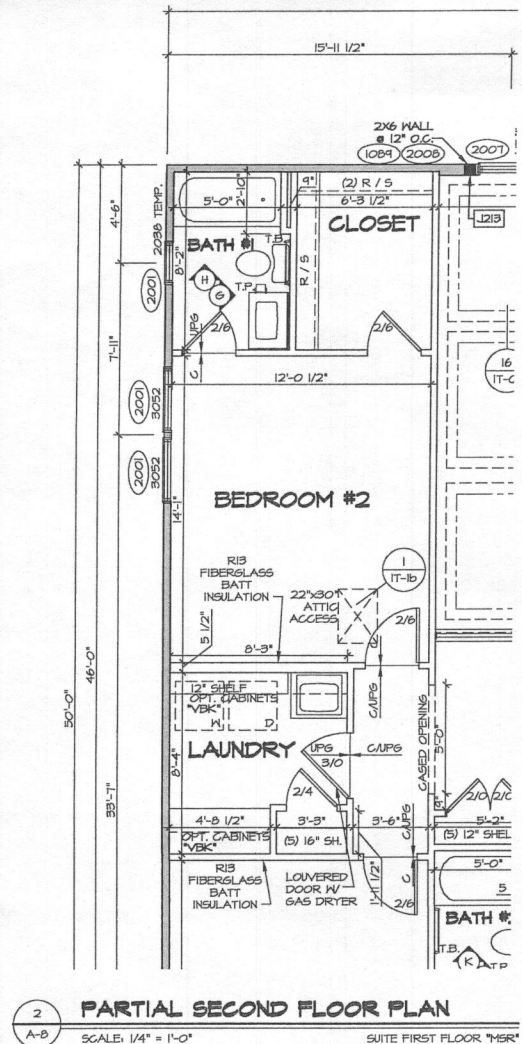 15'-11 1/2"
2X6 WALL
@ 12" O.C.
1089 2008 2007
J213
4'-6"
2038 TEMP.
2001
5'-0"
2'-10"
9"
(2) R / S
6'-3 1/2"
CLOSET
BATH #1
T.B.
8'-2"
H
G
T.P.
R / S
2/6
2/6
C/UPG
16
7'-11"
2001
3052
2001
3052
12'-0 1/2"
BEDROOM #2
14'-1"
R13
FIBERGLASS
BATT
INSULATION
22"x30"
ATTIC
ACCESS
1
IT-1b
2/6
5 1/2"
8'-3"
50'-0"
46'-0"
33'-7"
12" SHELF
OPT. CABINETS
"VBK"
W
D
LAUNDRY
8'-4"
UPG
C/UPG
3/0
C/UPG
CASED OPENING
5'-0"
2/4
9"
2/0
4'-8 1/2"
3'-3"
3'-6"
5'-2"
OPT. CABINETS
"VBK"
(5) 16" SH.
C/UPG
(5) 12" SHEL
R13
FIBERGLASS
BATT
INSULATION
LOUVERED
DOOR W/
GAS DRYER
1'-11 1/2"
C
2/6
5'-0"
5
BATH #
T.B.
K
2
A-8
PARTIAL SECOND FLOOR PLAN
SCALE: 1/4" = 1'-0"
SUITE FIRST FLOOR "MSR"